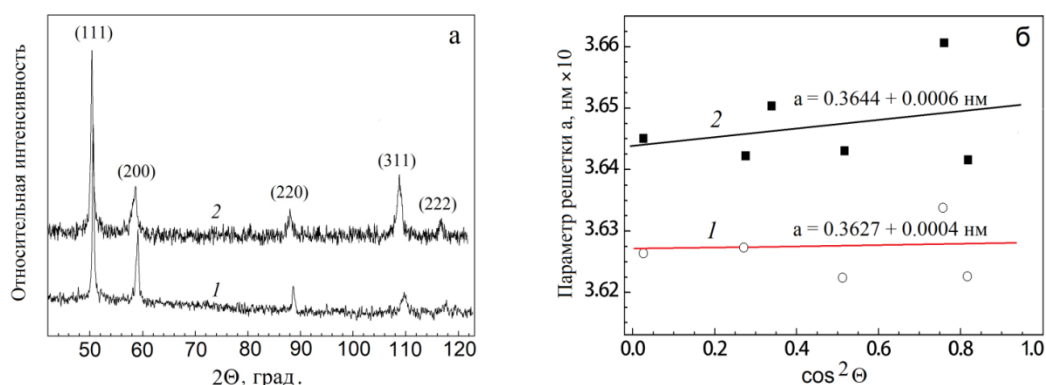 а
(111)
(200)
(220)
(311)
(222)
2
1
Относительная интенсивность
50 60 70 80 90 100 110 120
2Θ, град.
б
3.66
3.65
3.64
3.63
3.62
Параметр решетки a, нм ×10
a = 0.3644 + 0.0006 нм
2
1
a = 0.3627 + 0.0004 нм
0.0 0.2 0.4 0.6 0.8 1.0
cos²Θ